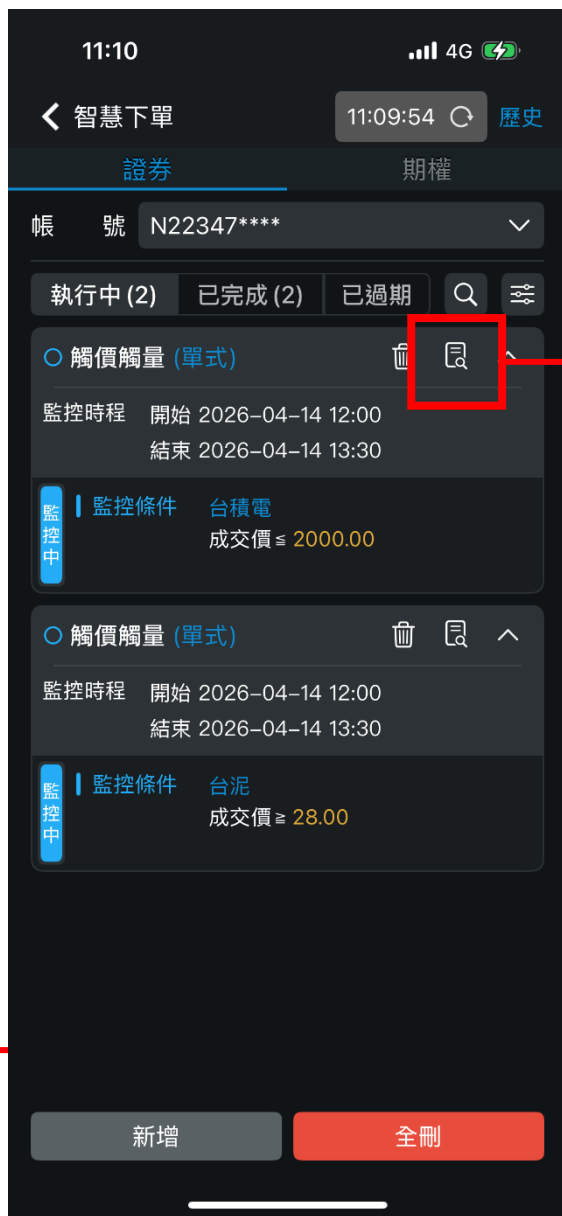 11:10 4G
智慧下單 11:09:54 歷史
證券 期權
帳 號 N22347****
執行中 (2) 已完成 (2) 已過期
觸價觸量 (單式)
監控時程 開始 2026-04-14 12:00
結束 2026-04-14 13:30
監控中
監控條件 台積電
成交價≦ 2000.00
觸價觸量 (單式)
監控時程 開始 2026-04-14 12:00
結束 2026-04-14 13:30
監控中
監控條件 台泥
成交價≧ 28.00
新增 全刪